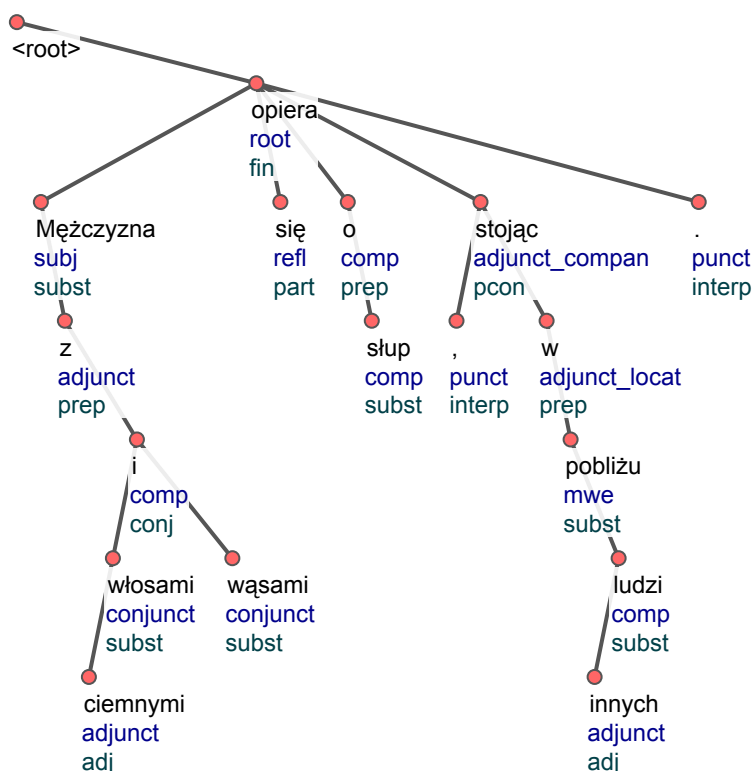 <root>
opiera
root
fin
Mężczyzna
subj
subst
się
refl
part
o
comp
prep
stojąc
adjunct_compan
pcon
.
punct
interp
z
adjunct
prep
słup
comp
subst
,
punct
interp
w
adjunct_locat
prep
i
comp
conj
pobliżu
mwe
subst
włosami
conjunct
subst
wąsami
conjunct
subst
ludzi
comp
subst
ciemnymi
adjunct
adj
innych
adjunct
adj